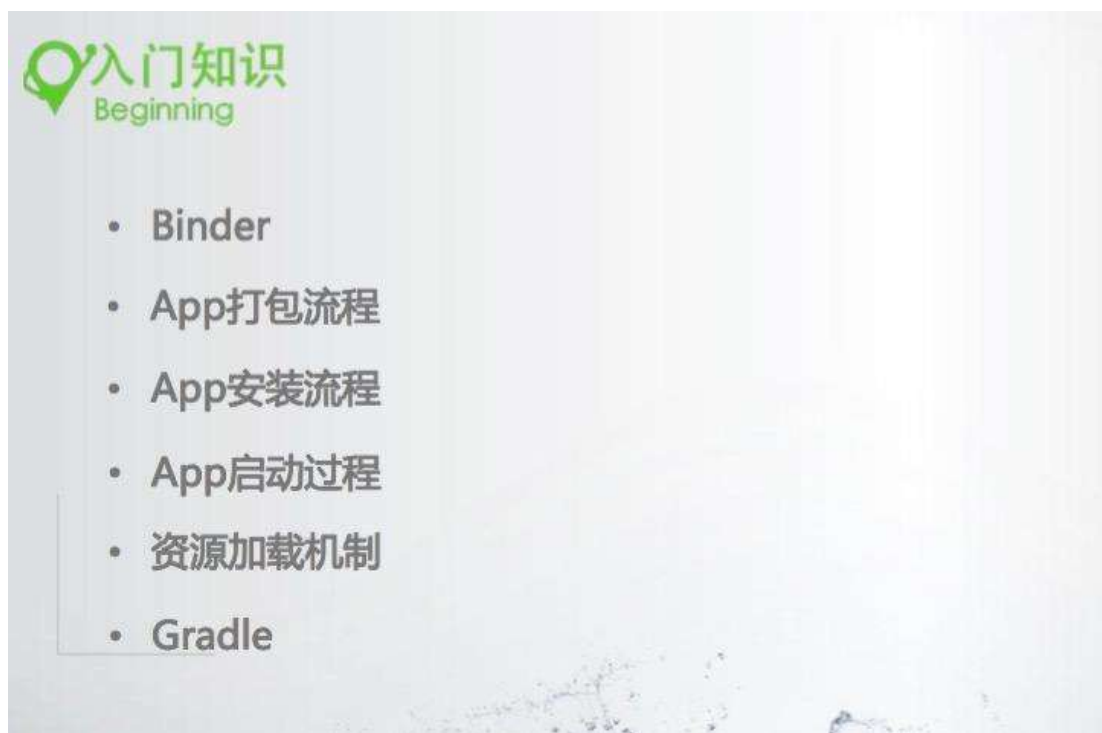 入门知识
Beginning
• Binder
• App打包流程
• App安装流程
• App启动过程
• 资源加载机制
• Gradle